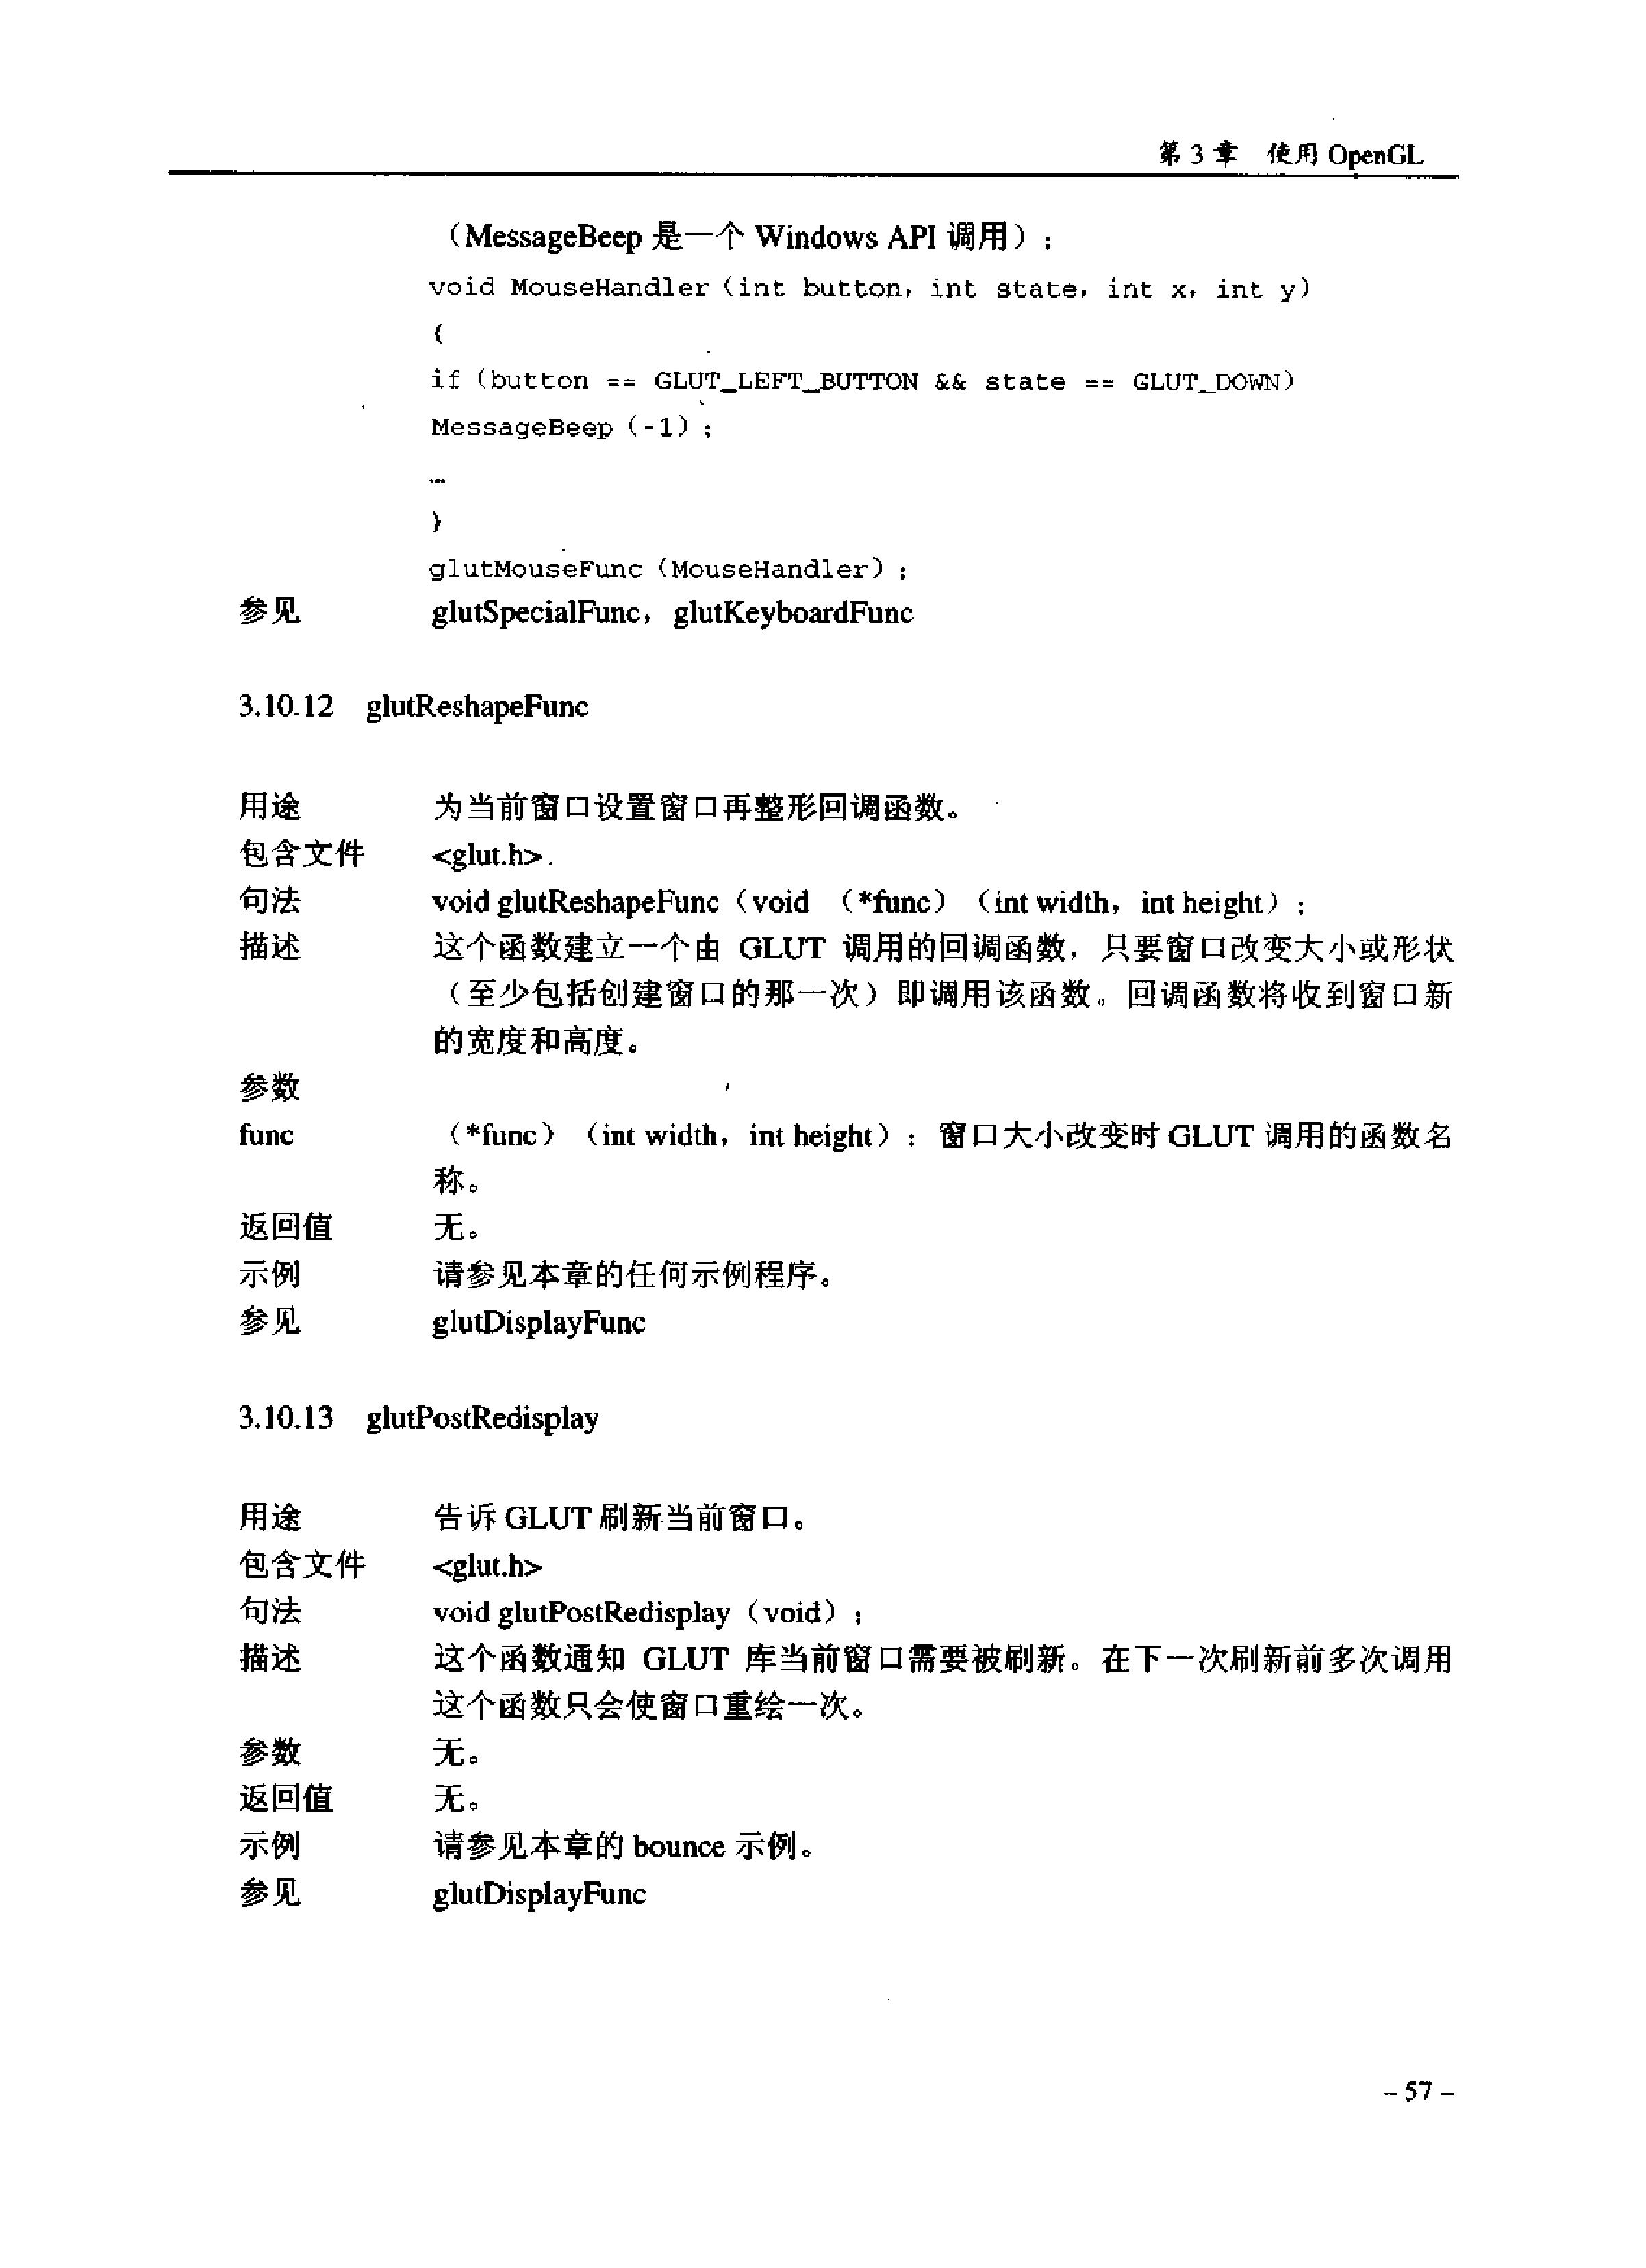 第 3 章 使用 OpenGL
（MessageBeep 是一个 Windows API 调用）：
void MouseHandler（int button，int state，int x，int y）
{
if（button == GLUT_LEFT_BUTTON && state == GLUT_DOWN）
MessageBeep（-1）；
…
}
glutMouseFunc（MouseHandler）；
参见 glutSpecialFunc，glutKeyboardFunc
3.10.12 glutReshapeFunc
用途 为当前窗口设置窗口再整形回调函数。
包含文件 <glut.h>.
句法 void glutReshapeFunc（void （*func）（int width，int height）；
描述 这个函数建立一个由 GLUT 调用的回调函数，只要窗口改变大小或形状
（至少包括创建窗口的那一次）即调用该函数。回调函数将收到窗口新
的宽度和高度。
参数
func （*func）（int width，int height）：窗口大小改变时 GLUT 调用的函数名
称。
返回值 无。
示例 请参见本章的任何示例程序。
参见 glutDisplayFunc
3.10.13 glutPostRedisplay
用途 告诉 GLUT 刷新当前窗口。
包含文件 <glut.h>
句法 void glutPostRedisplay（void）；
描述 这个函数通知 GLUT 库当前窗口需要被刷新。在下一次刷新前多次调用
这个函数只会使窗口重绘一次。
参数 无。
返回值 无。
示例 请参见本章的 bounce 示例。
参见 glutDisplayFunc
– 57 –